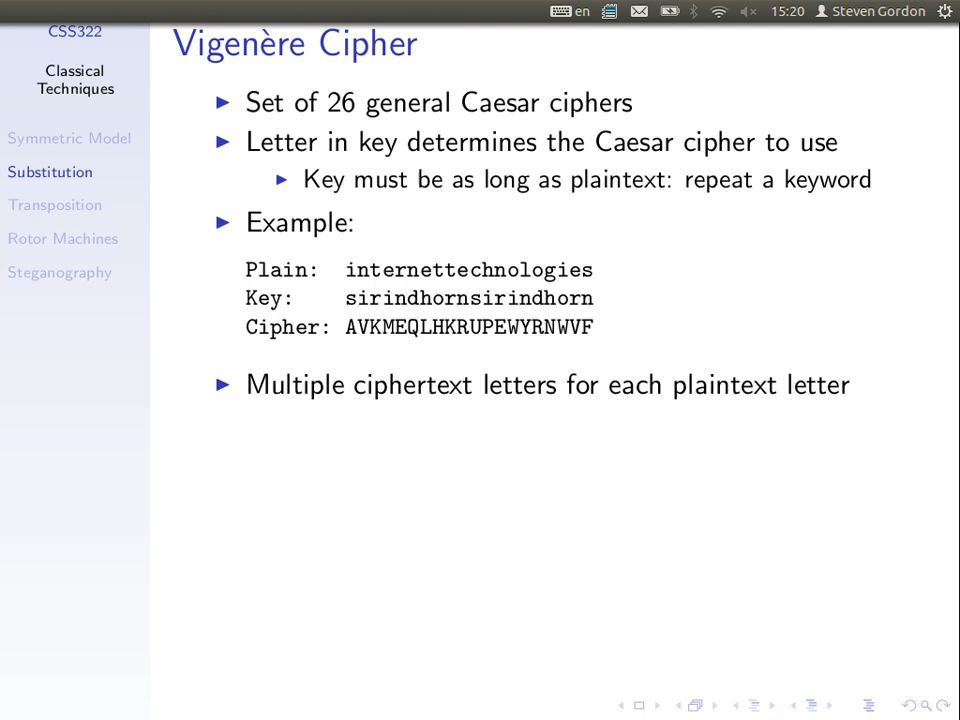 en 15:20 Steven Gordon
CSS322
Classical
Techniques
Symmetric Model
Substitution
Transposition
Rotor Machines
Steganography
Vigenère Cipher
Set of 26 general Caesar ciphers
Letter in key determines the Caesar cipher to use
Key must be as long as plaintext: repeat a keyword
Example:
Plain: internettechnologies
Key: sirindhornsirindhorn
Cipher: AVKMEQLHKRUPEWYRNWVF
Multiple ciphertext letters for each plaintext letter